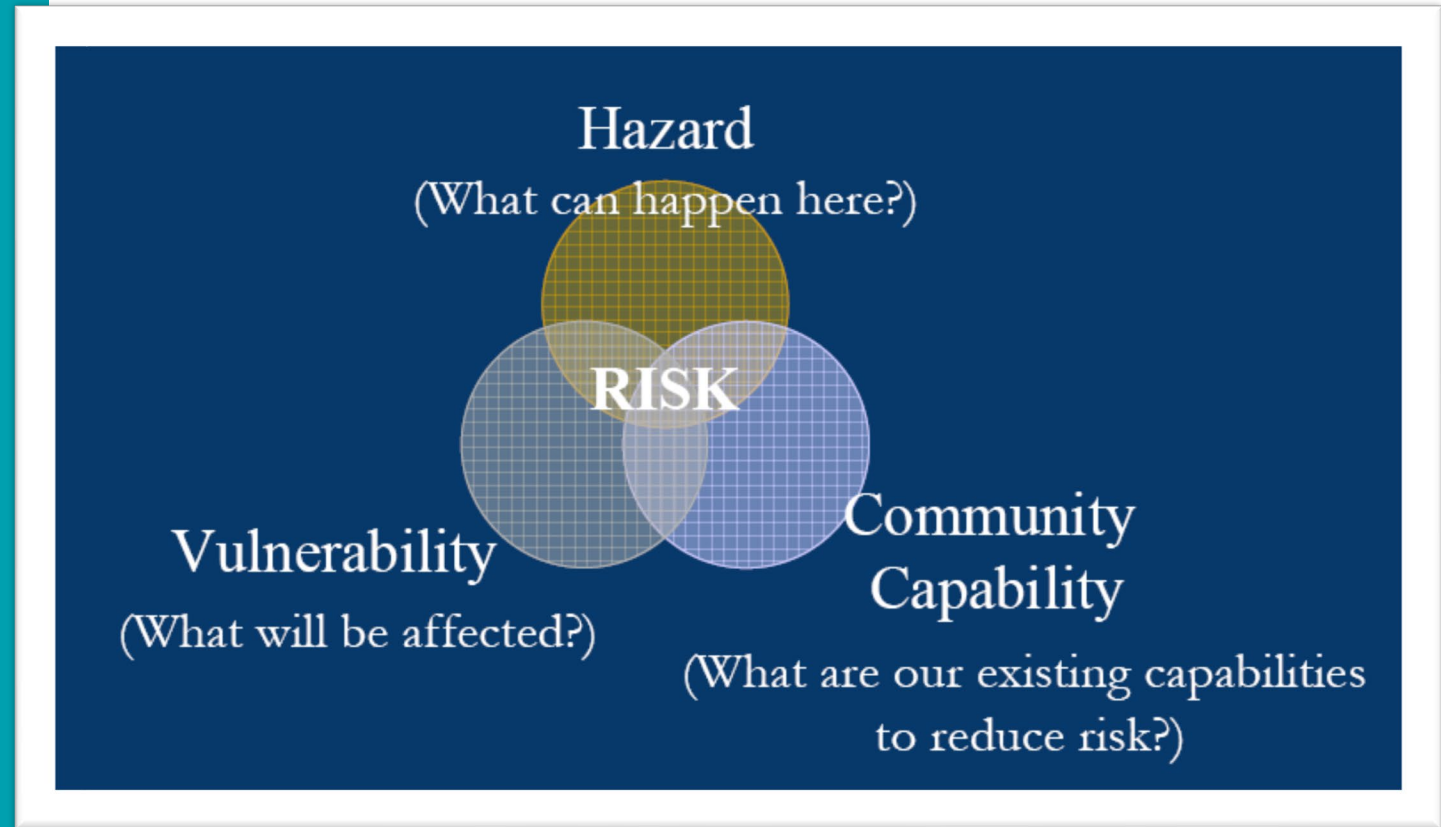 Hazard
(What can happen here?)
RISK
Vulnerability
(What will be affected?)
Community
Capability
(What are our existing capabilities
to reduce risk?)